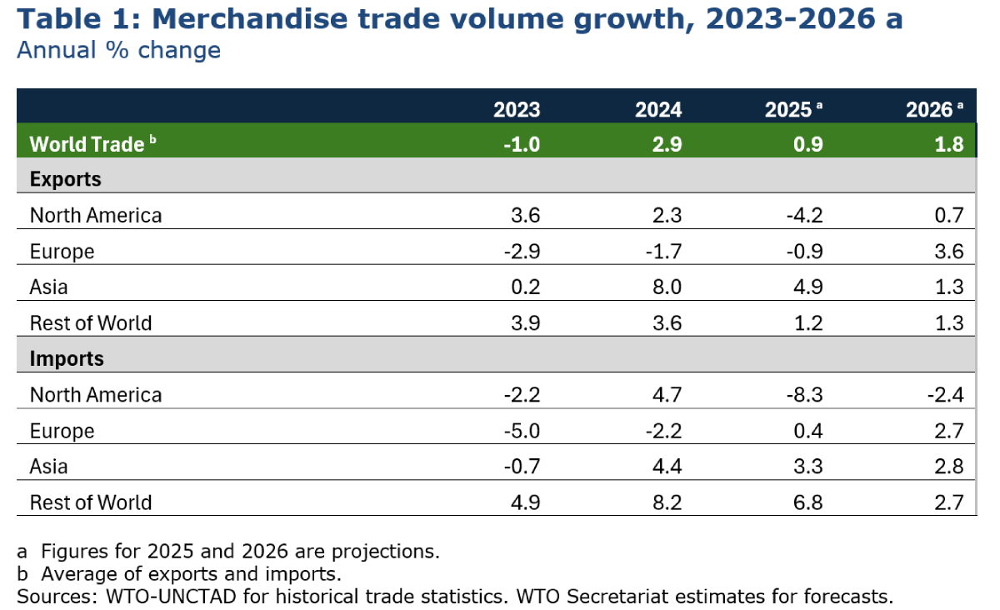 Table 1: Merchandise trade volume growth, 2023-2026 a
Annual % change
2023 2024 2025 a 2026 a
World Trade b -1.0 2.9 0.9 1.8
Exports
North America 3.6 2.3 -4.2 0.7
Europe -2.9 -1.7 -0.9 3.6
Asia 0.2 8.0 4.9 1.3
Rest of World 3.9 3.6 1.2 1.3
Imports
North America -2.2 4.7 -8.3 -2.4
Europe -5.0 -2.2 0.4 2.7
Asia -0.7 4.4 3.3 2.8
Rest of World 4.9 8.2 6.8 2.7
a Figures for 2025 and 2026 are projections.
b Average of exports and imports.
Sources: WTO-UNCTAD for historical trade statistics. WTO Secretariat estimates for forecasts.